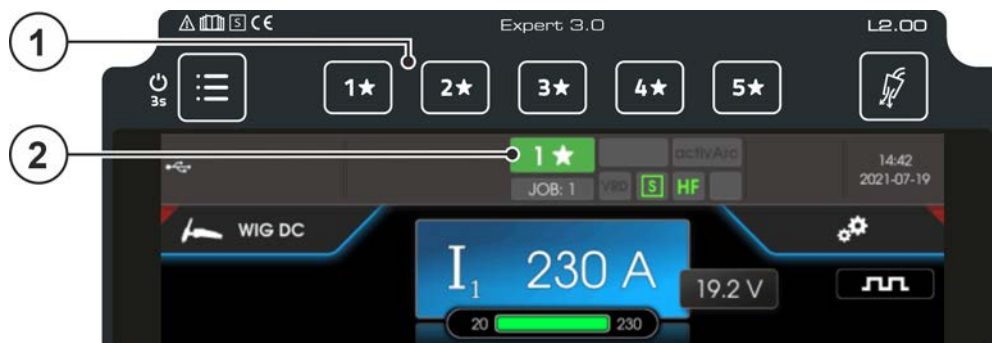 CE Expert 3.0 L2.00
1
3s 1★ 2★ 3★ 4★ 5★
2
1★ activArc 14:42
JOB: 1 VRD S HF 2021-07-19
WIG DC
I1 230 A 19.2 V
20 230